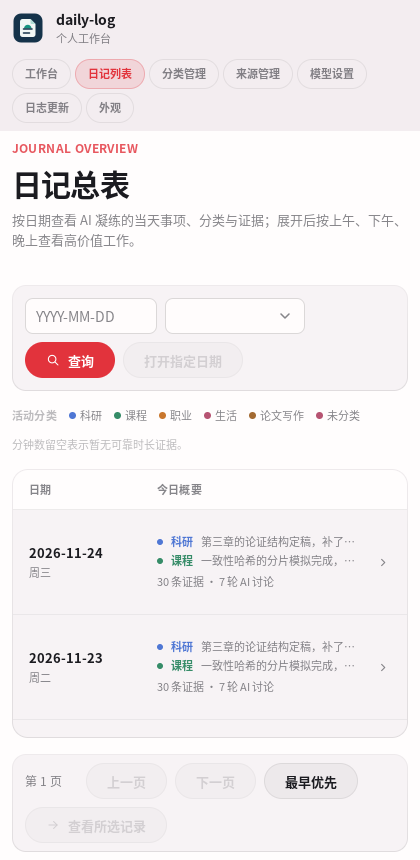 daily-log
个人工作台
工作台 日记列表 分类管理 来源管理 模型设置
日志更新 外观
JOURNAL OVERVIEW
日记总表
按日期查看 AI 凝练的当天事项、分类与证据；展开后按上午、下午、
晚上查看高价值工作。
YYYY-MM-DD
查询 打开指定日期
活动分类 科研 课程 职业 生活 论文写作 未分类
分钟数留空表示暂无可靠时长证据。
日期 今日概要
2026-11-24
周三
科研 第三章的论证结构定稿，补了…
课程 一致性哈希的分片模拟完成，…
30 条证据 · 7 轮 AI 讨论
2026-11-23
周二
科研 第三章的论证结构定稿，补了…
课程 一致性哈希的分片模拟完成，…
30 条证据 · 7 轮 AI 讨论
第 1 页 上一页 下一页 最早优先
查看所选记录